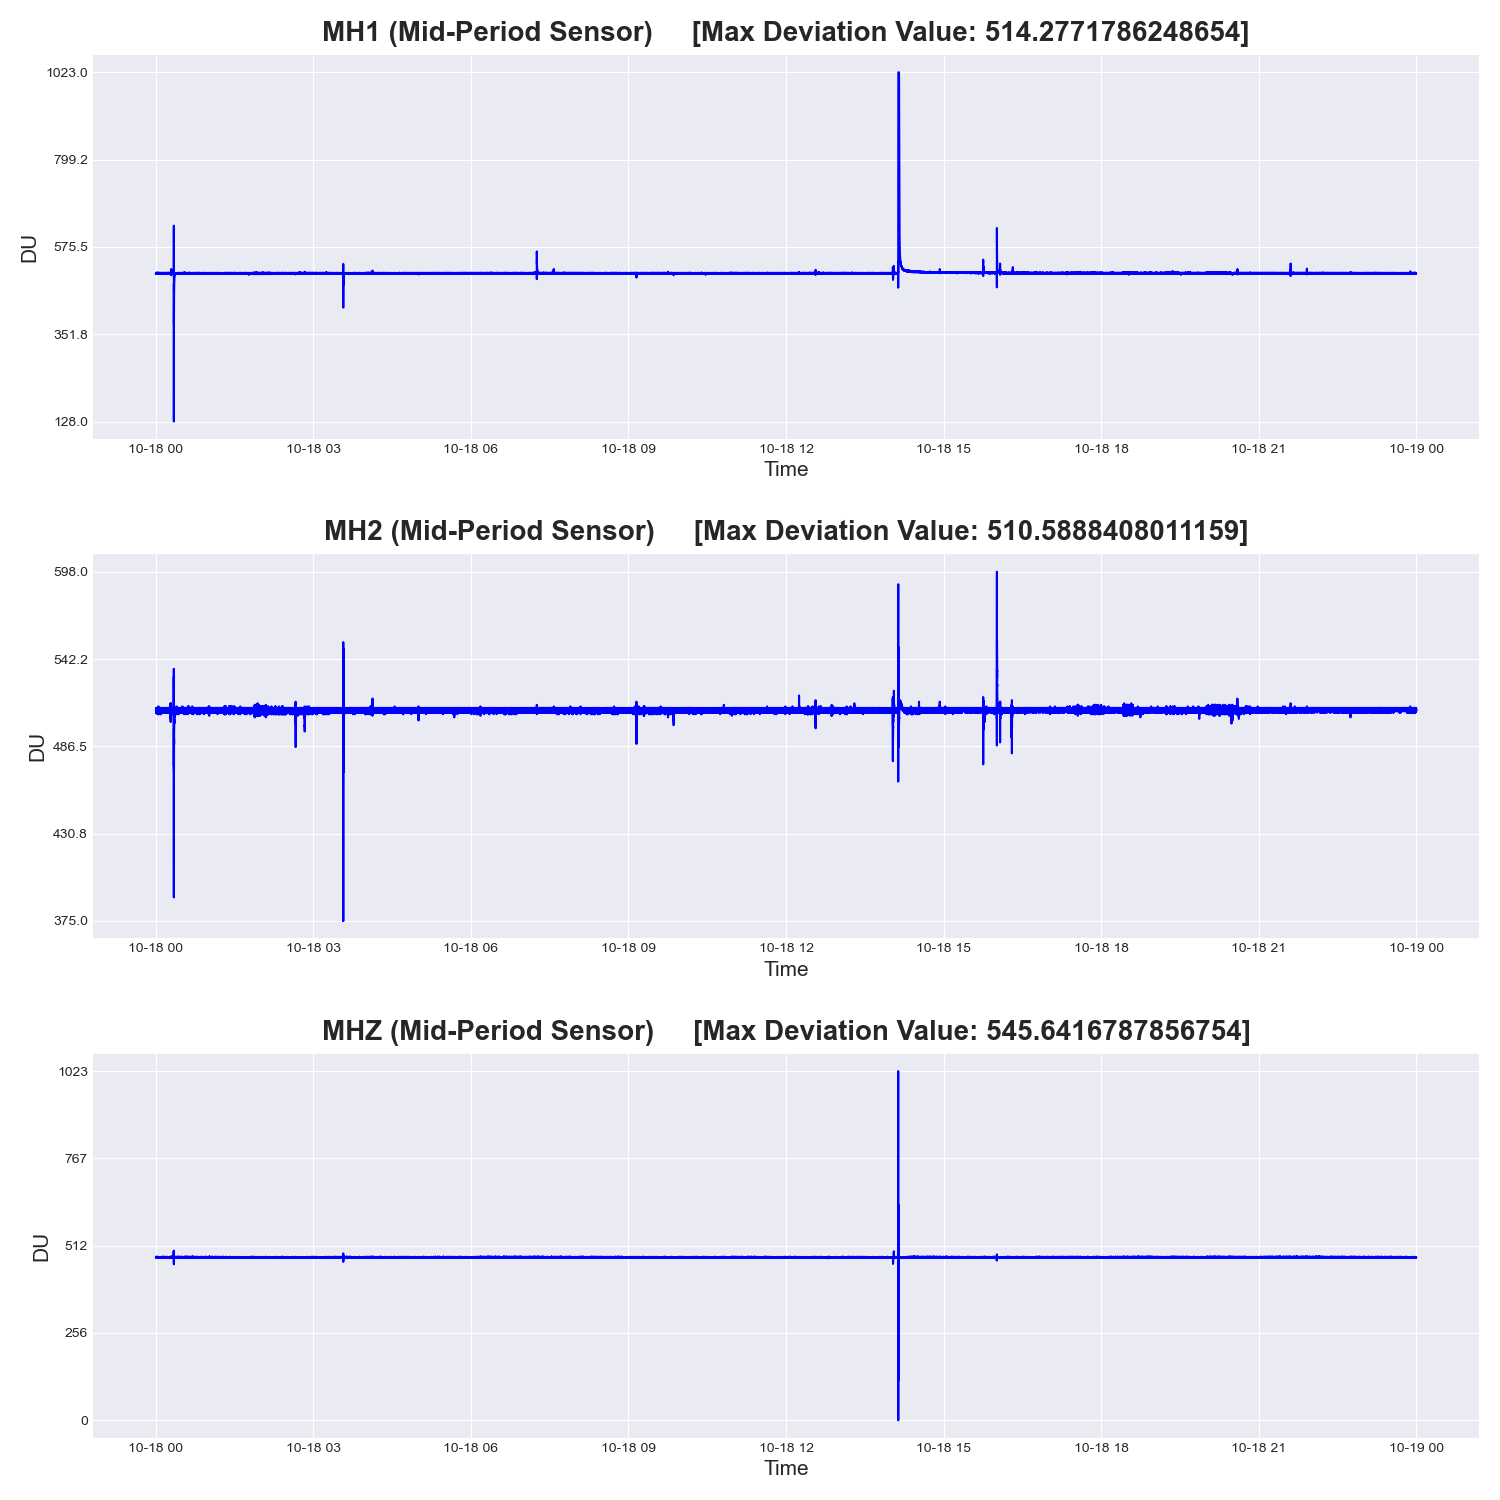 MH1 (Mid-Period Sensor) [Max Deviation Value: 514.2771786248654]
1023.0
799.2
575.5
351.8
128.0
DU
10-18 00 10-18 03 10-18 06 10-18 09 10-18 12 10-18 15 10-18 18 10-18 21 10-19 00
Time
MH2 (Mid-Period Sensor) [Max Deviation Value: 510.5888408011159]
598.0
542.2
486.5
430.8
375.0
DU
10-18 00 10-18 03 10-18 06 10-18 09 10-18 12 10-18 15 10-18 18 10-18 21 10-19 00
Time
MHZ (Mid-Period Sensor) [Max Deviation Value: 545.6416787856754]
1023
767
512
256
0
DU
10-18 00 10-18 03 10-18 06 10-18 09 10-18 12 10-18 15 10-18 18 10-18 21 10-19 00
Time